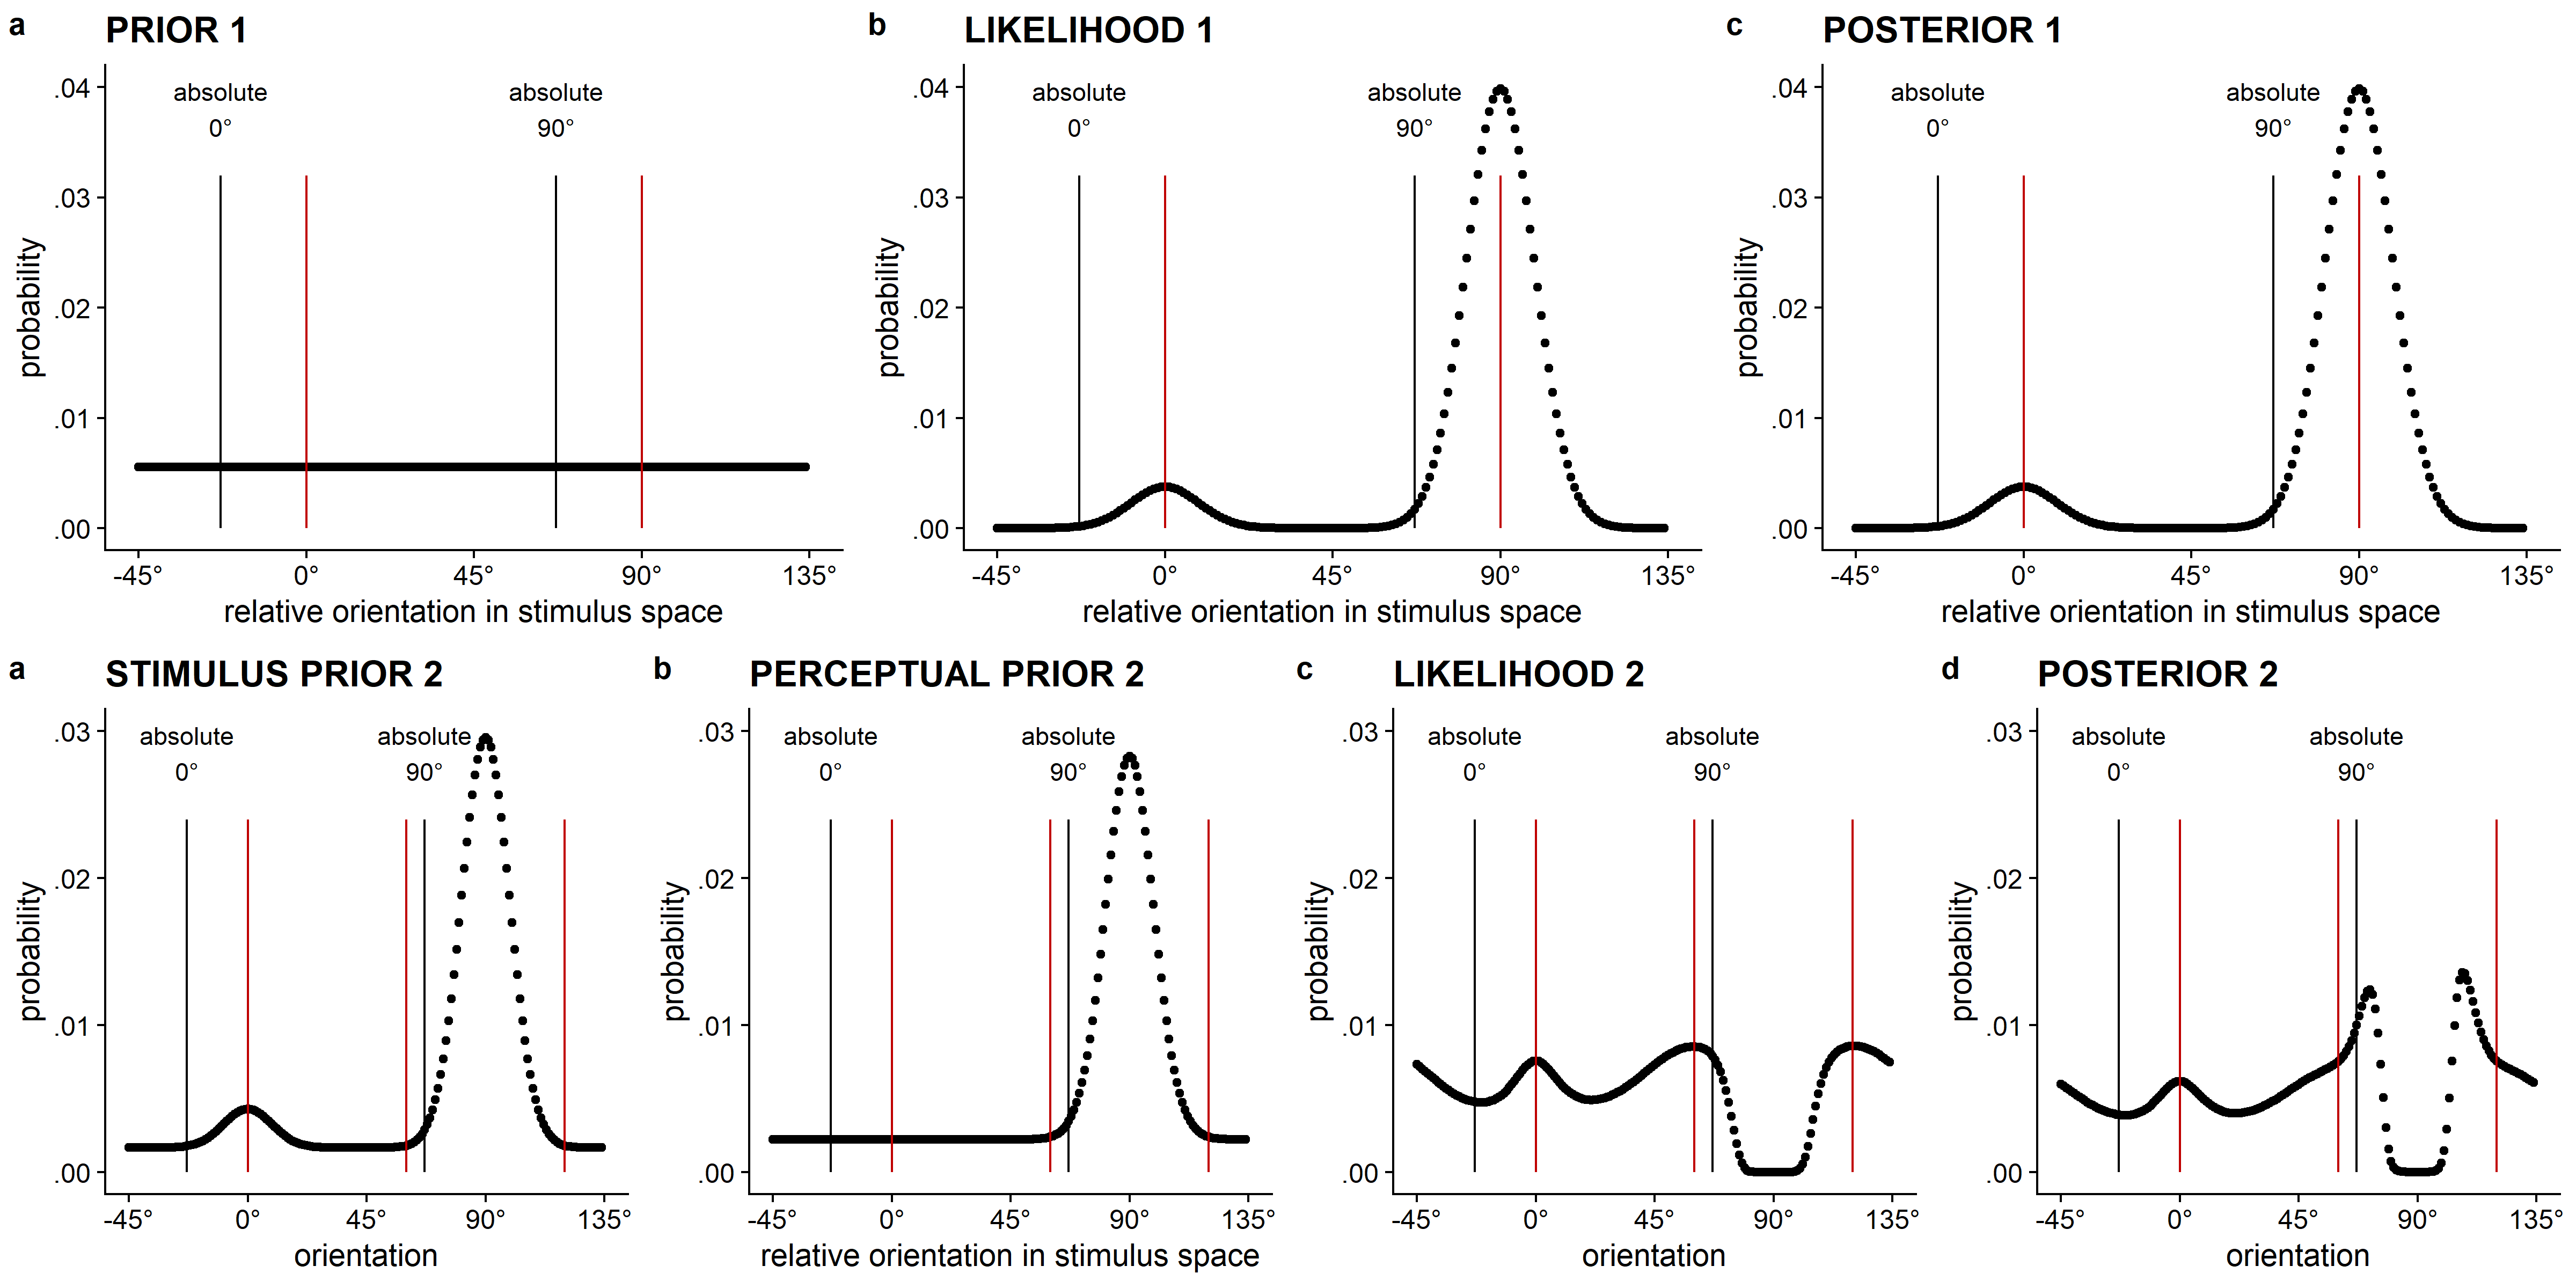 a PRIOR 1
.04
.03
.02
.01
.00
absolute
0°
absolute
90°
probability
-45° 0° 45° 90° 135°
relative orientation in stimulus space
b LIKELIHOOD 1
.04
.03
.02
.01
.00
absolute
0°
absolute
90°
probability
-45° 0° 45° 90° 135°
relative orientation in stimulus space
c POSTERIOR 1
.04
.03
.02
.01
.00
absolute
0°
absolute
90°
probability
-45° 0° 45° 90° 135°
relative orientation in stimulus space
a STIMULUS PRIOR 2
.03
.02
.01
.00
absolute
0°
absolute
90°
probability
-45° 0° 45° 90° 135°
orientation
b PERCEPTUAL PRIOR 2
.03
.02
.01
.00
absolute
0°
absolute
90°
probability
-45° 0° 45° 90° 135°
relative orientation in stimulus space
c LIKELIHOOD 2
.03
.02
.01
.00
absolute
0°
absolute
90°
probability
-45° 0° 45° 90° 135°
orientation
d POSTERIOR 2
.03
.02
.01
.00
absolute
0°
absolute
90°
probability
-45° 0° 45° 90° 135°
orientation